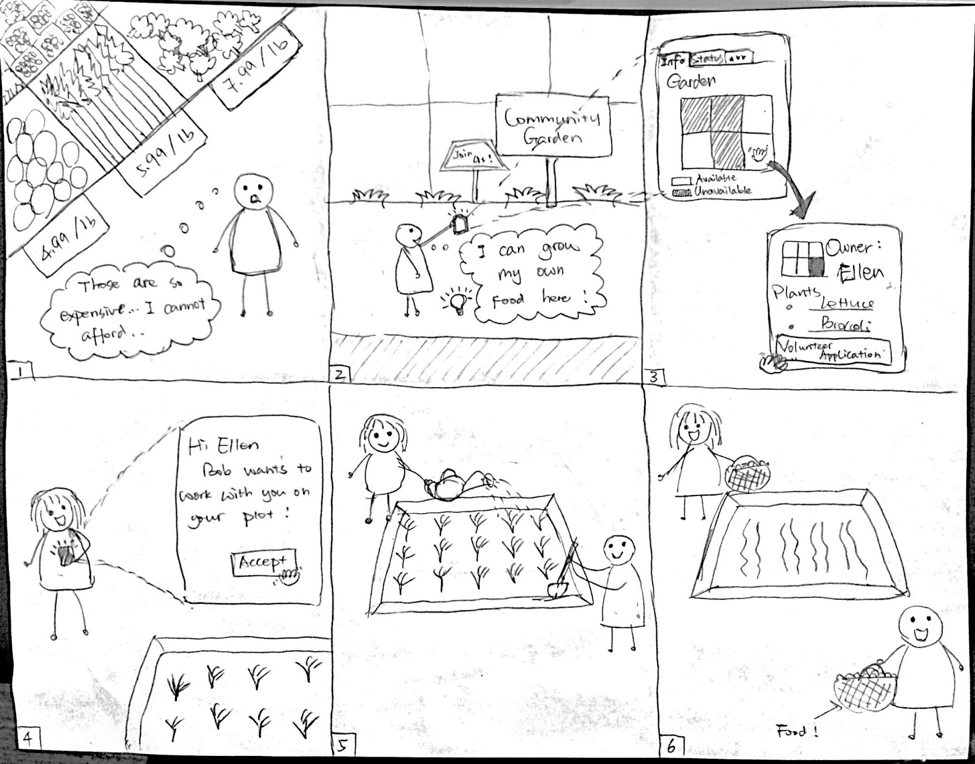 7.99/lb
5.99/lb
4.99/lb
Those are so
expensive... I cannot
afford...
1
Community
Garden
Join
us!
I can grow
my own
food here!
2
Info Status
Garden
Available
Unavailable
Owner:
Ellen
Plants
Lettuce
Brocoli
Volunteer
Application
3
Hi Ellen
Bob wants to
work with you on
your plot!
Accept
4
5
Food!
6